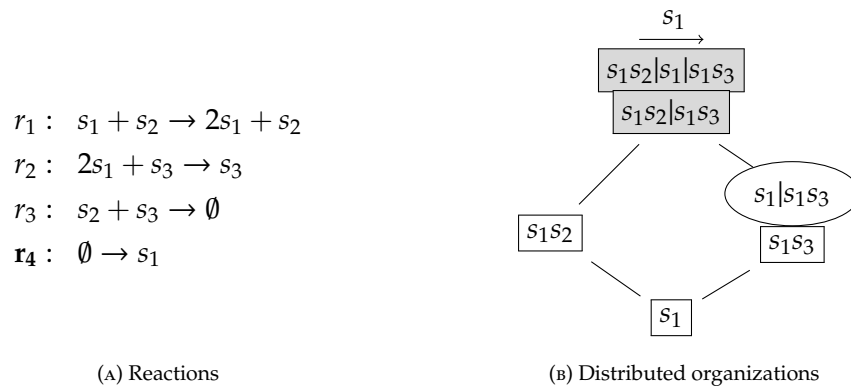 r₁ : s₁ + s₂ → 2s₁ + s₂
r₂ : 2s₁ + s₃ → s₃
r₃ : s₂ + s₃ → ∅
r₄ : ∅ → s₁
(A) Reactions
s₁
s₁s₂|s₁|s₁s₃
s₁s₂|s₁s₃
s₁|s₁s₃
s₁s₂
s₁s₃
s₁
(B) Distributed organizations